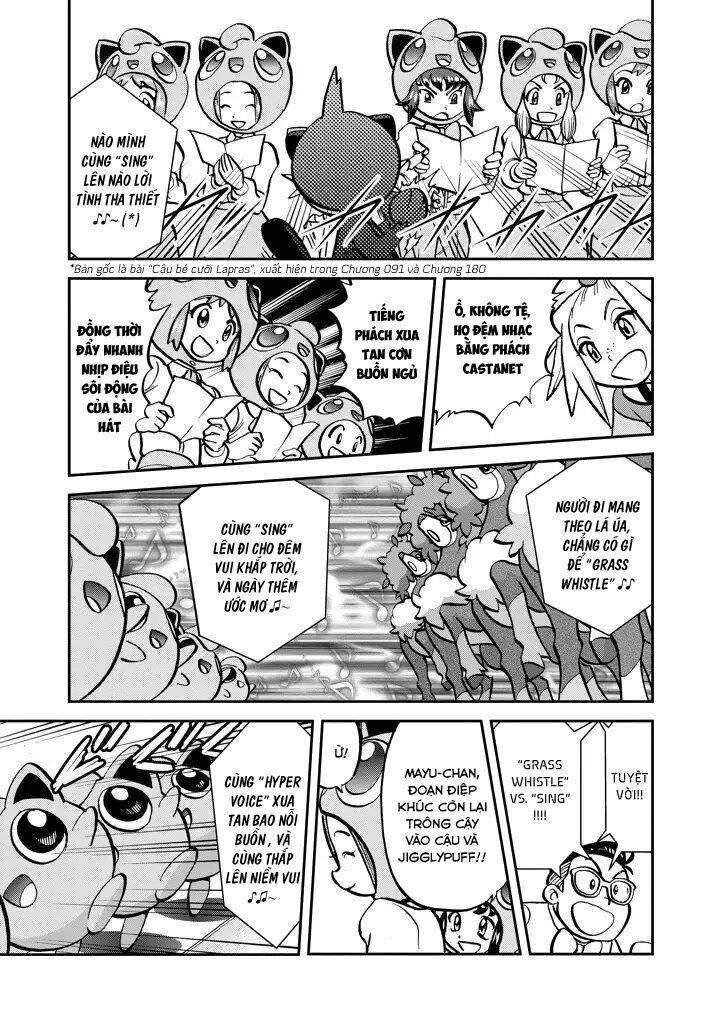 NÀO MÌNH
CÙNG “SING”
LÊN NÀO LỜI
TÌNH THA THIẾT
♪♪~ (*)
*Bản gốc là bài “Cậu bé cưỡi Lapras”, xuất hiện trong Chương 091 và Chương 180
Ồ, KHÔNG TỆ,
HỌ ĐỆM NHẠC
BẰNG PHÁCH
CASTANET
TIẾNG
PHÁCH XUA
TAN CƠN
BUỒN NGỦ
ĐỒNG THỜI
ĐẨY NHANH
NHỊP ĐIỆU
SÔI ĐỘNG
CỦA BÀI
HÁT
NGƯỜI ĐI MANG
THEO LÁ ÚA,
CHẲNG CÓ GÌ
ĐỂ “GRASS
WHISTLE” ♪♪
CÙNG “SING”
LÊN ĐI CHO ĐÊM
VUI KHẮP TRỜI,
VÀ NGÀY THÊM
ƯỚC MƠ ♫~
TUYỆT
VỜI!!
“GRASS
WHISTLE”
VS. “SING”
!!!!
MAYU-CHAN,
ĐOẠN ĐIỆP
KHÚC CÒN LẠI
TRÔNG CẬY
VÀO CẬU VÀ
JIGGLYPUFF!!
Ừ!
CÙNG “HYPER
VOICE” XUA
TAN BAO NỖI
BUỒN, VÀ
CÙNG THẮP
LÊN NIỀM VUI
♪♫~